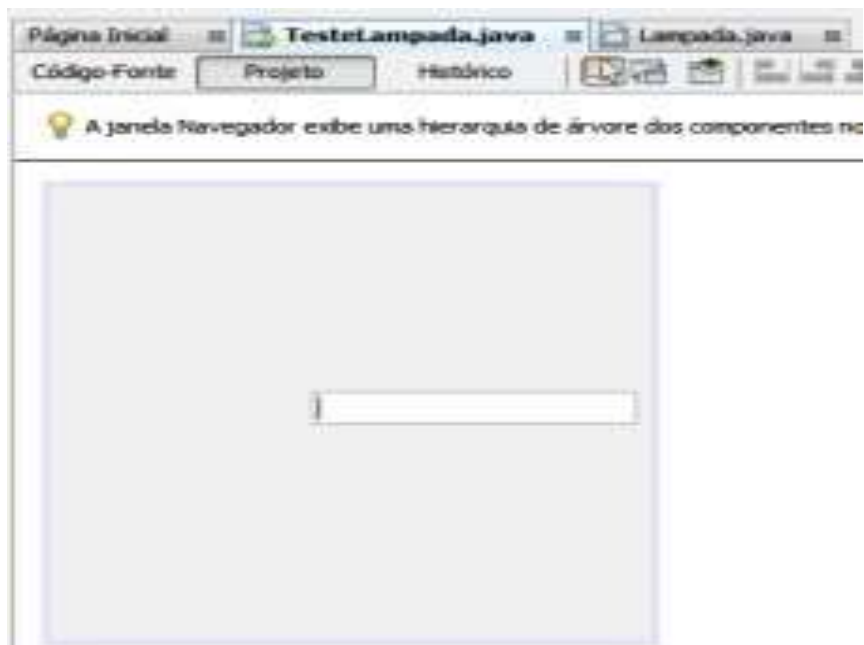 Página Inicial TesteLampada.java Lampada.java
Código-Fonte Projeto Histórico
A janela Navegador exibe uma hierarquia de árvore dos componentes no